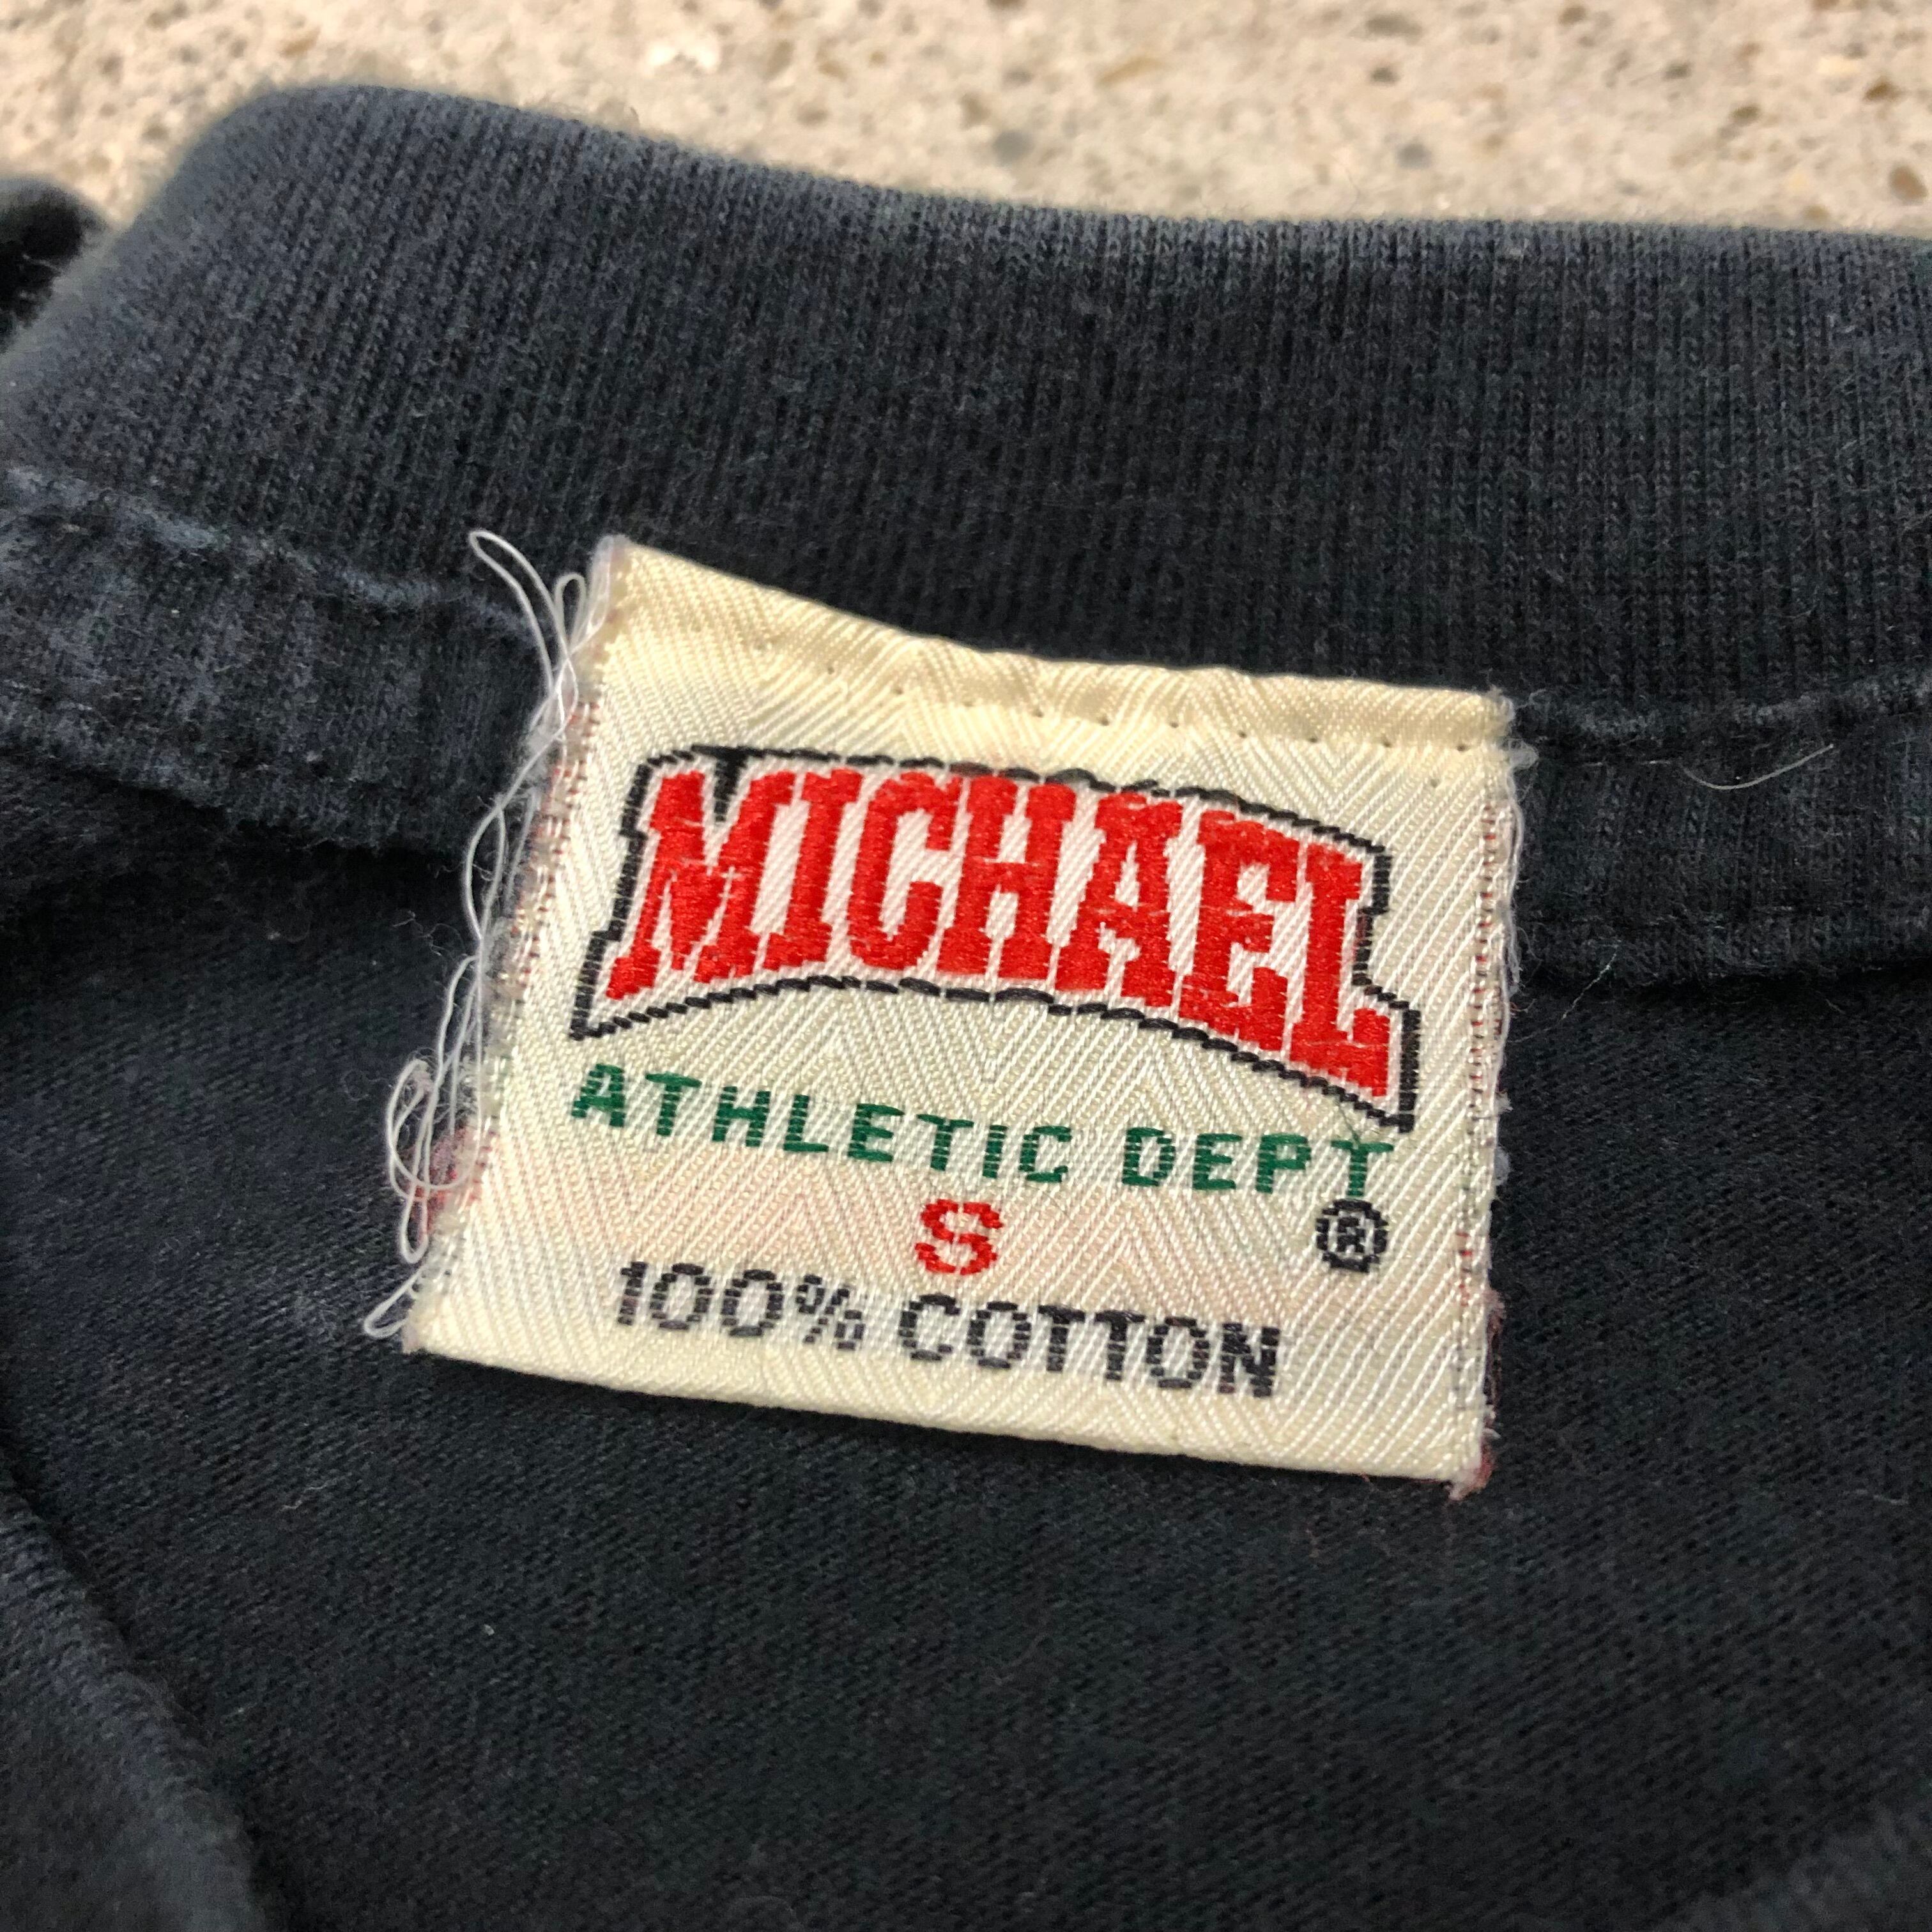 MICHAEL
ATHLETIC DEPT
S ®
100% COTTON